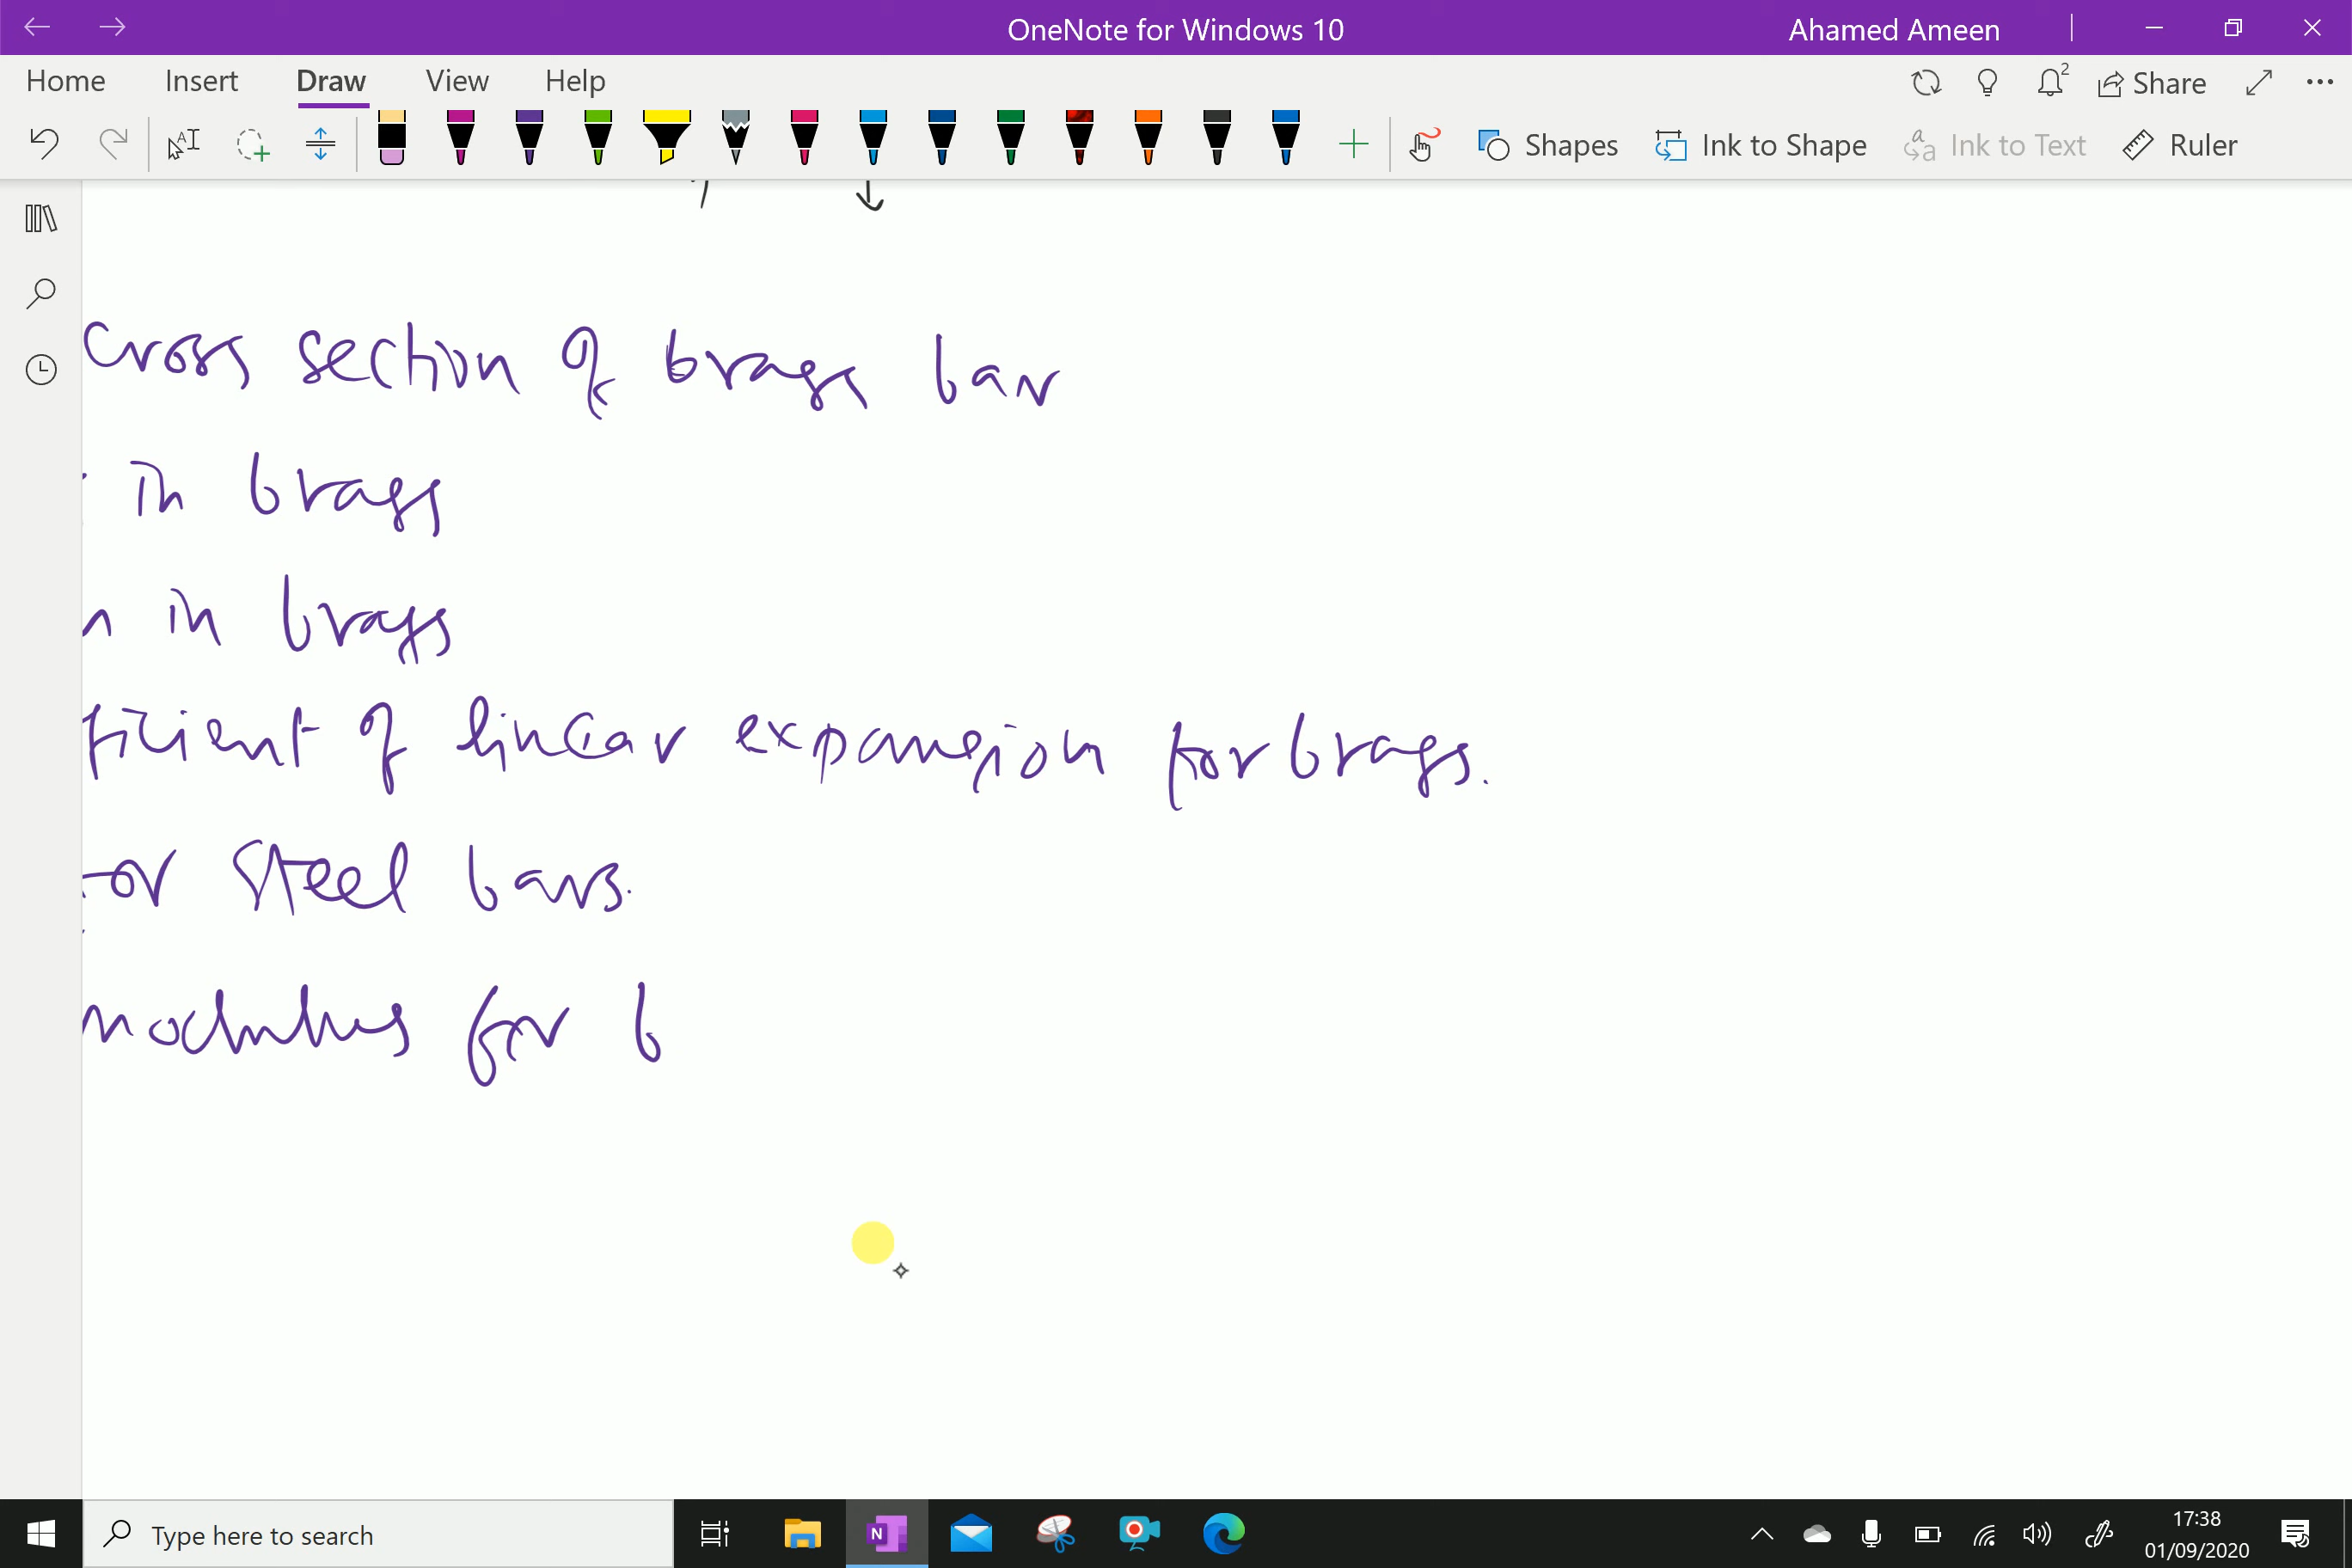 OneNote for Windows 10
Ahamed Ameen
Home Insert Draw View Help
2 Share
Shapes Ink to Shape Ink to Text Ruler
Cross section of brass bar
in brass
n in brass
fficient of linear expansion for brass.
for steel bars.
modulus for b
Type here to search
17:38
01/09/2020